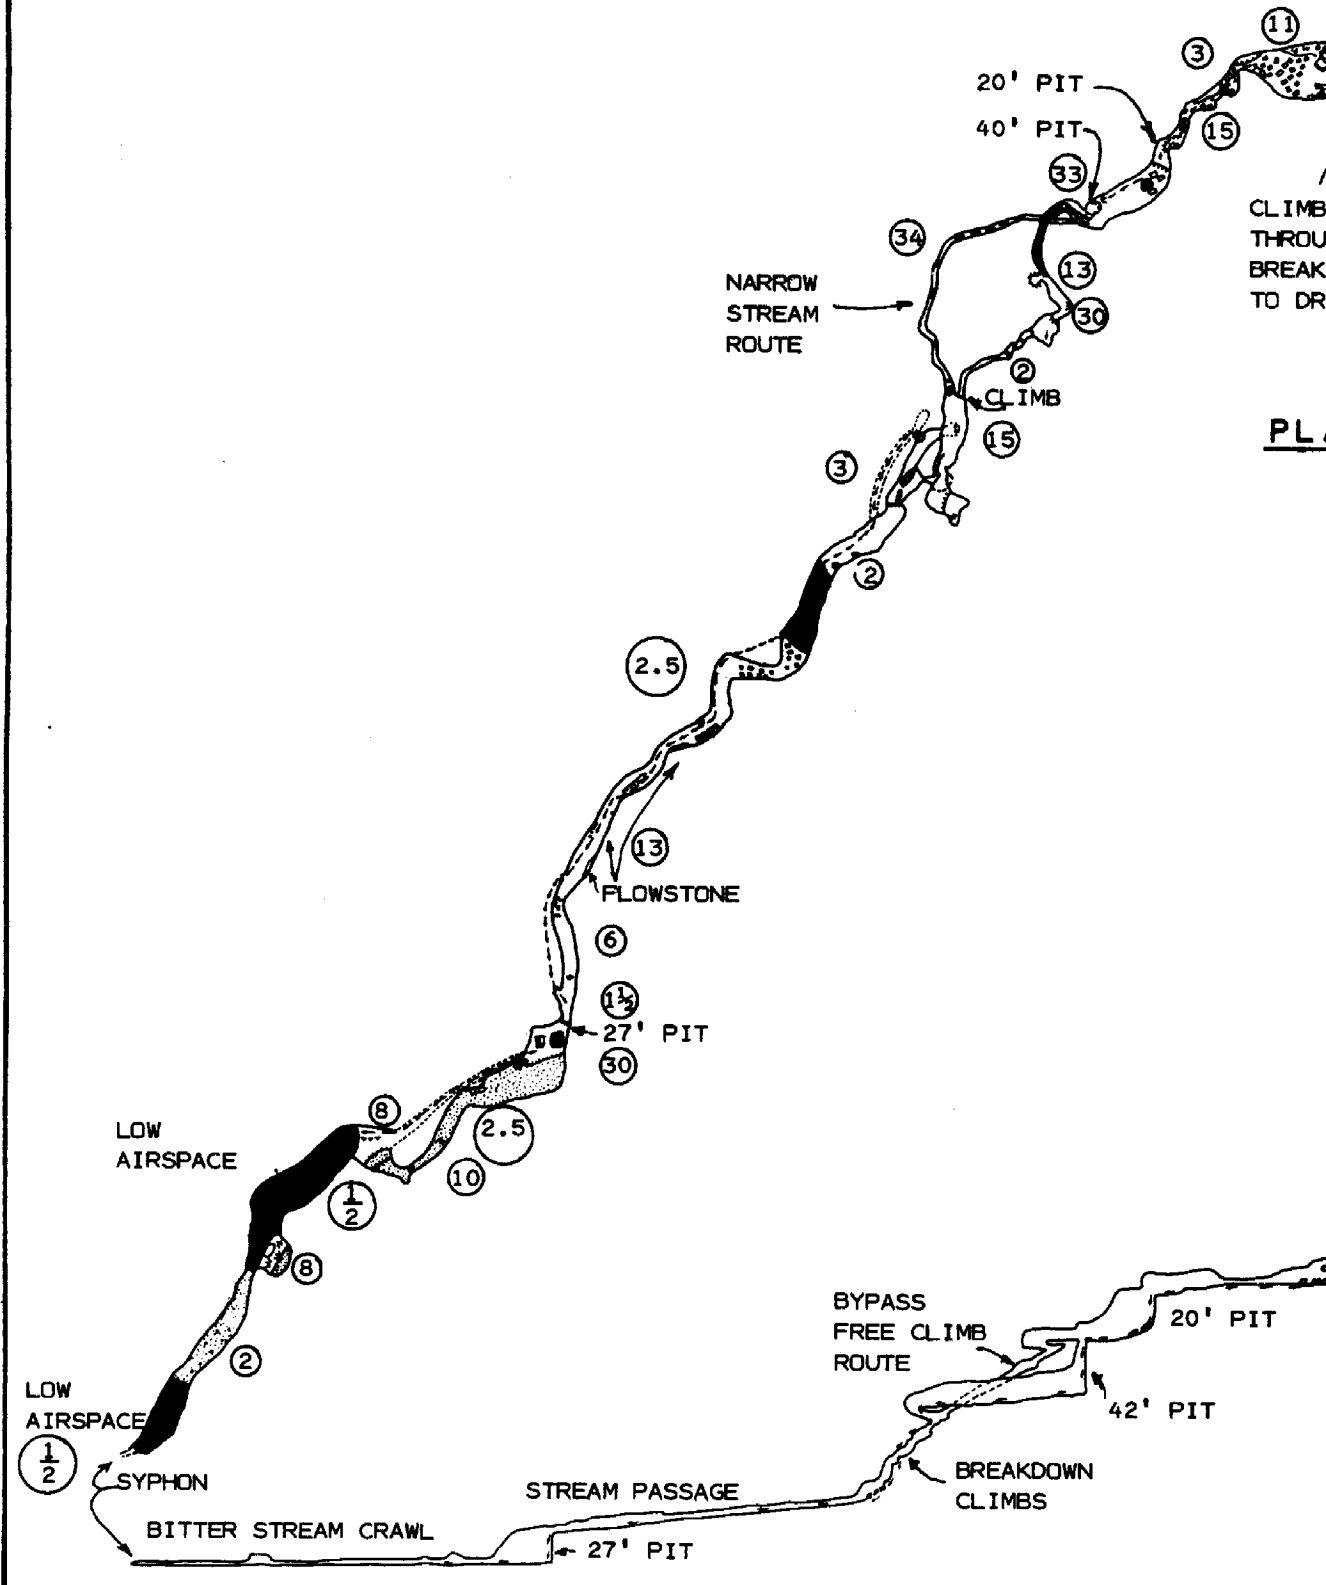 11
3
20' PIT
40' PIT
15
33
CLIMB
THROU
BREAK
TO DR
34
13
NARROW
STREAM
ROUTE
30
2
CLIMB
15
PLA
3
2
2.5
13
FLOWSTONE
6
1½
27' PIT
30
8
2.5
LOW
AIRSPACE
10
1/2
8
BYPASS
FREE CLIMB
ROUTE
20' PIT
2
LOW
AIRSPACE
1/2
42' PIT
SYPHON
BREAKDOWN
CLIMBS
STREAM PASSAGE
BITTER STREAM CRAWL
27' PIT